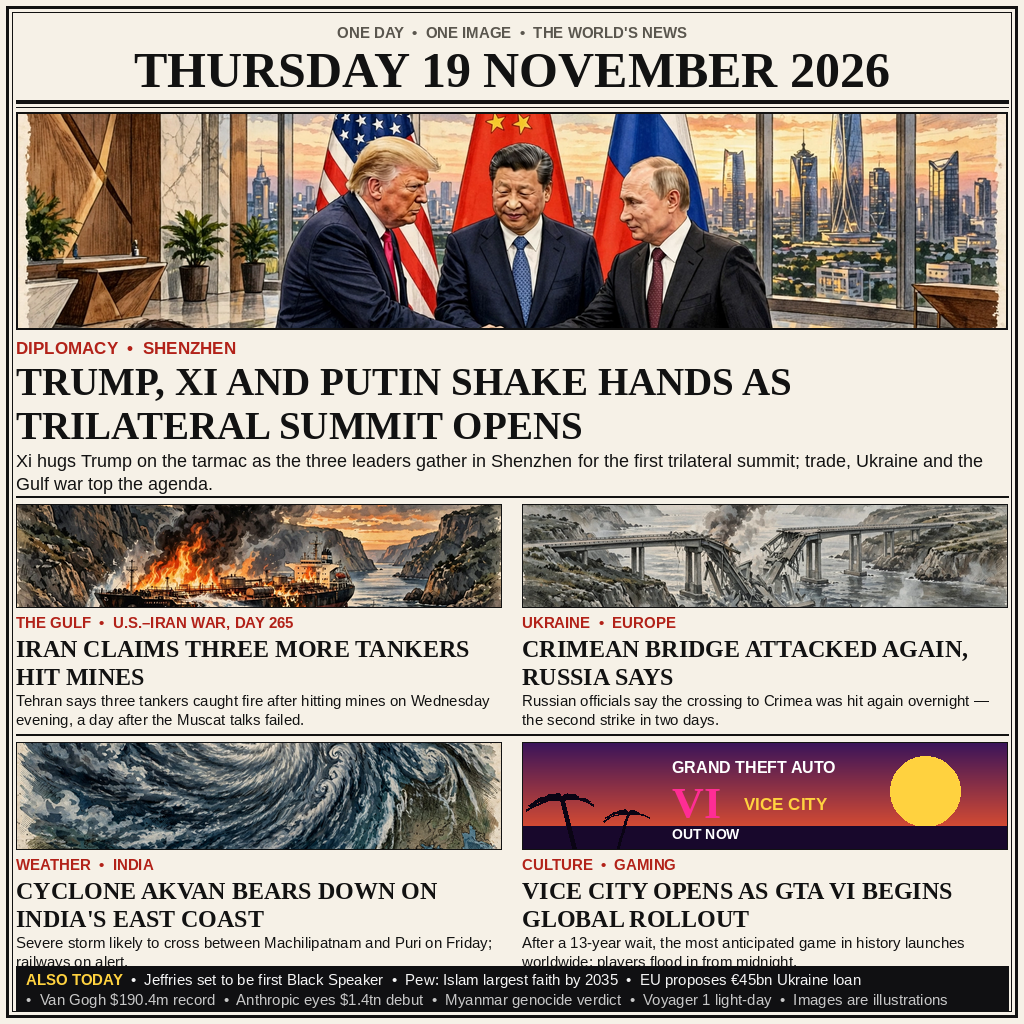 ONE DAY • ONE IMAGE • THE WORLD'S NEWS
THURSDAY 19 NOVEMBER 2026
DIPLOMACY • SHENZHEN
TRUMP, XI AND PUTIN SHAKE HANDS AS
TRILATERAL SUMMIT OPENS
Xi hugs Trump on the tarmac as the three leaders gather in Shenzhen for the first trilateral summit; trade, Ukraine and the
Gulf war top the agenda.
THE GULF • U.S.–IRAN WAR, DAY 265
IRAN CLAIMS THREE MORE TANKERS
HIT MINES
Tehran says three tankers caught fire after hitting mines on Wednesday
evening, a day after the Muscat talks failed.
UKRAINE • EUROPE
CRIMEAN BRIDGE ATTACKED AGAIN,
RUSSIA SAYS
Russian officials say the crossing to Crimea was hit again overnight —
the second strike in two days.
WEATHER • INDIA
CYCLONE AKVAN BEARS DOWN ON
INDIA'S EAST COAST
Severe storm likely to cross between Machilipatnam and Puri on Friday;
railways on alert.
GRAND THEFT AUTO
VI VICE CITY
OUT NOW
CULTURE • GAMING
VICE CITY OPENS AS GTA VI BEGINS
GLOBAL ROLLOUT
After a 13-year wait, the most anticipated game in history launches
worldwide; players flood in from midnight.
ALSO TODAY • Jeffries set to be first Black Speaker • Pew: Islam largest faith by 2035 • EU proposes €45bn Ukraine loan
• Van Gogh $190.4m record • Anthropic eyes $1.4tn debut • Myanmar genocide verdict • Voyager 1 light-day • Images are illustrations